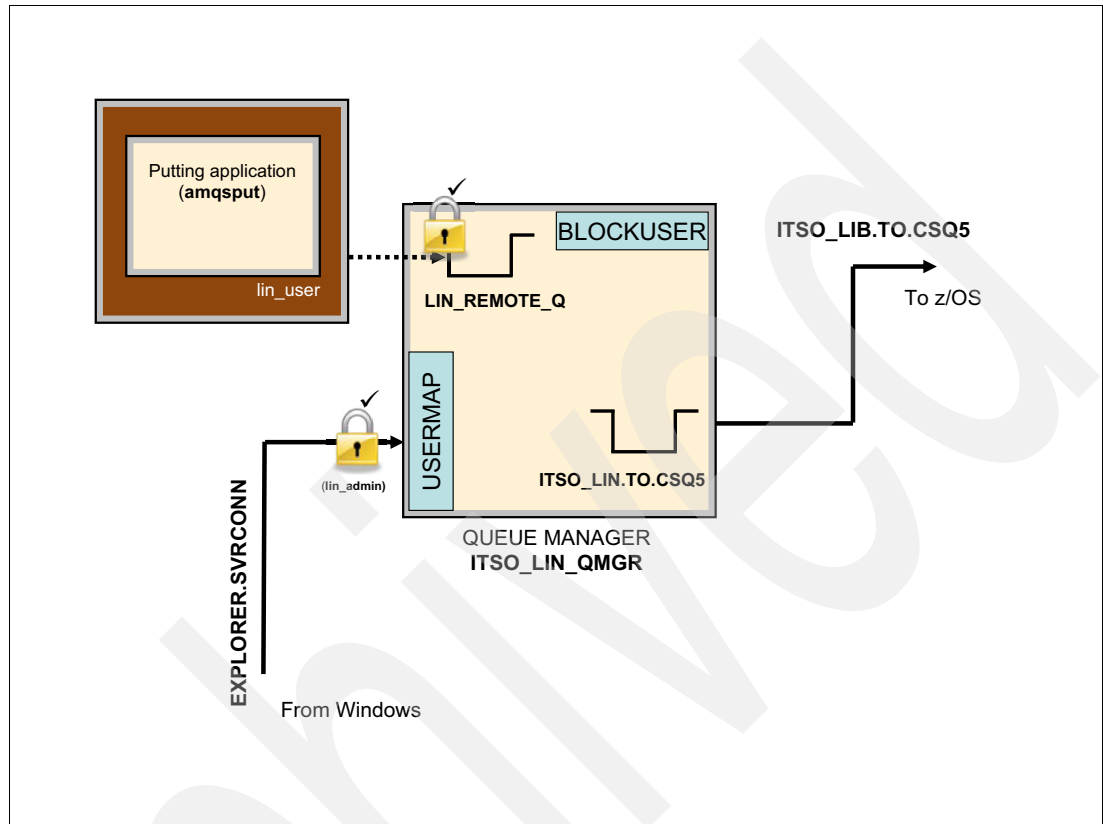 Putting application
(amqsput)
lin_user
BLOCKUSER
LIN_REMOTE_Q
ITSO_LIB.TO.CSQ5
To z/OS
USERMAP
(lin_admin)
ITSO_LIN.TO.CSQ5
QUEUE MANAGER
ITSO_LIN_QMGR
EXPLORER.SVRCONN
From Windows
hived